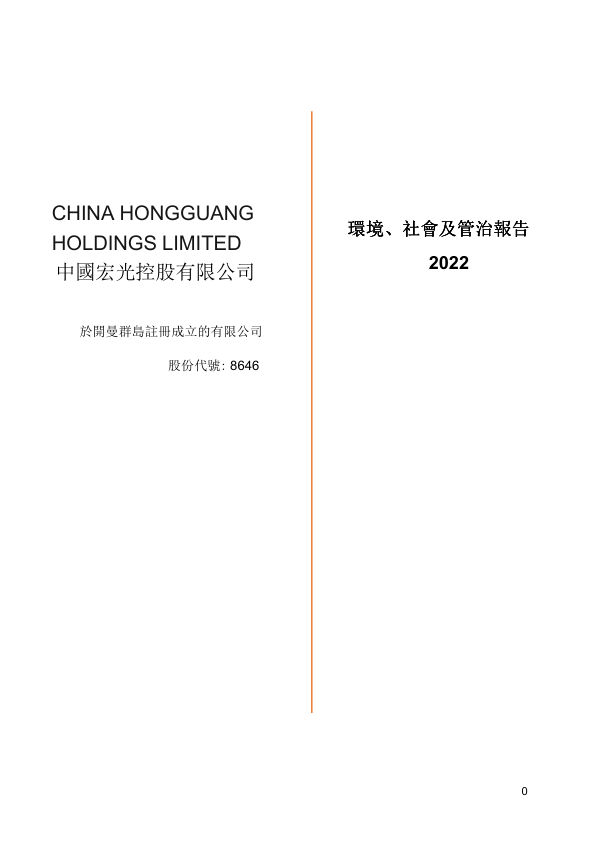 CHINA HONGGUANG
HOLDINGS LIMITED
中國宏光控股有限公司
於開曼群島註冊成立的有限公司
股份代號: 8646
環境、社會及管治報告
2022
0